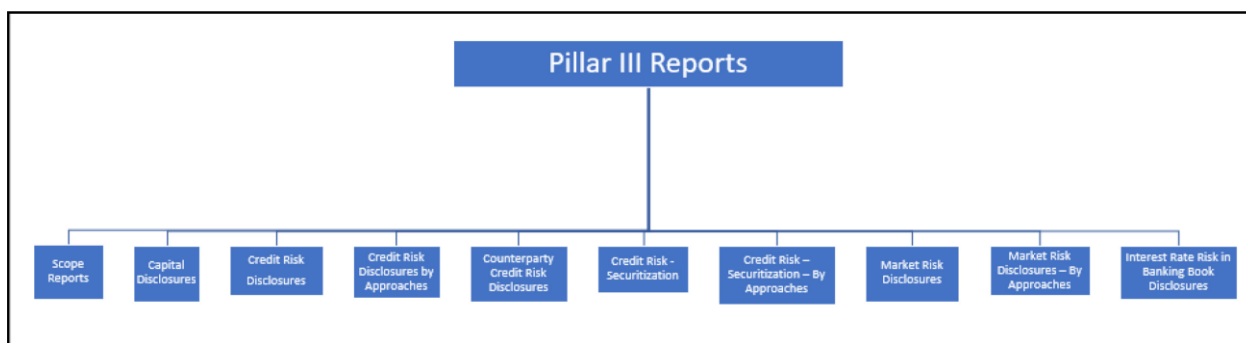 Pillar III Reports
Scope
Reports
Capital
Disclosures
Credit Risk
Disclosures
Credit Risk
Disclosures by
Approaches
Counterparty
Credit Risk
Disclosures
Credit Risk -
Securitization
Credit Risk –
Securitization – By
Approaches
Market Risk
Disclosures
Market Risk
Disclosures – By
Approaches
Interest Rate Risk in
Banking Book
Disclosures